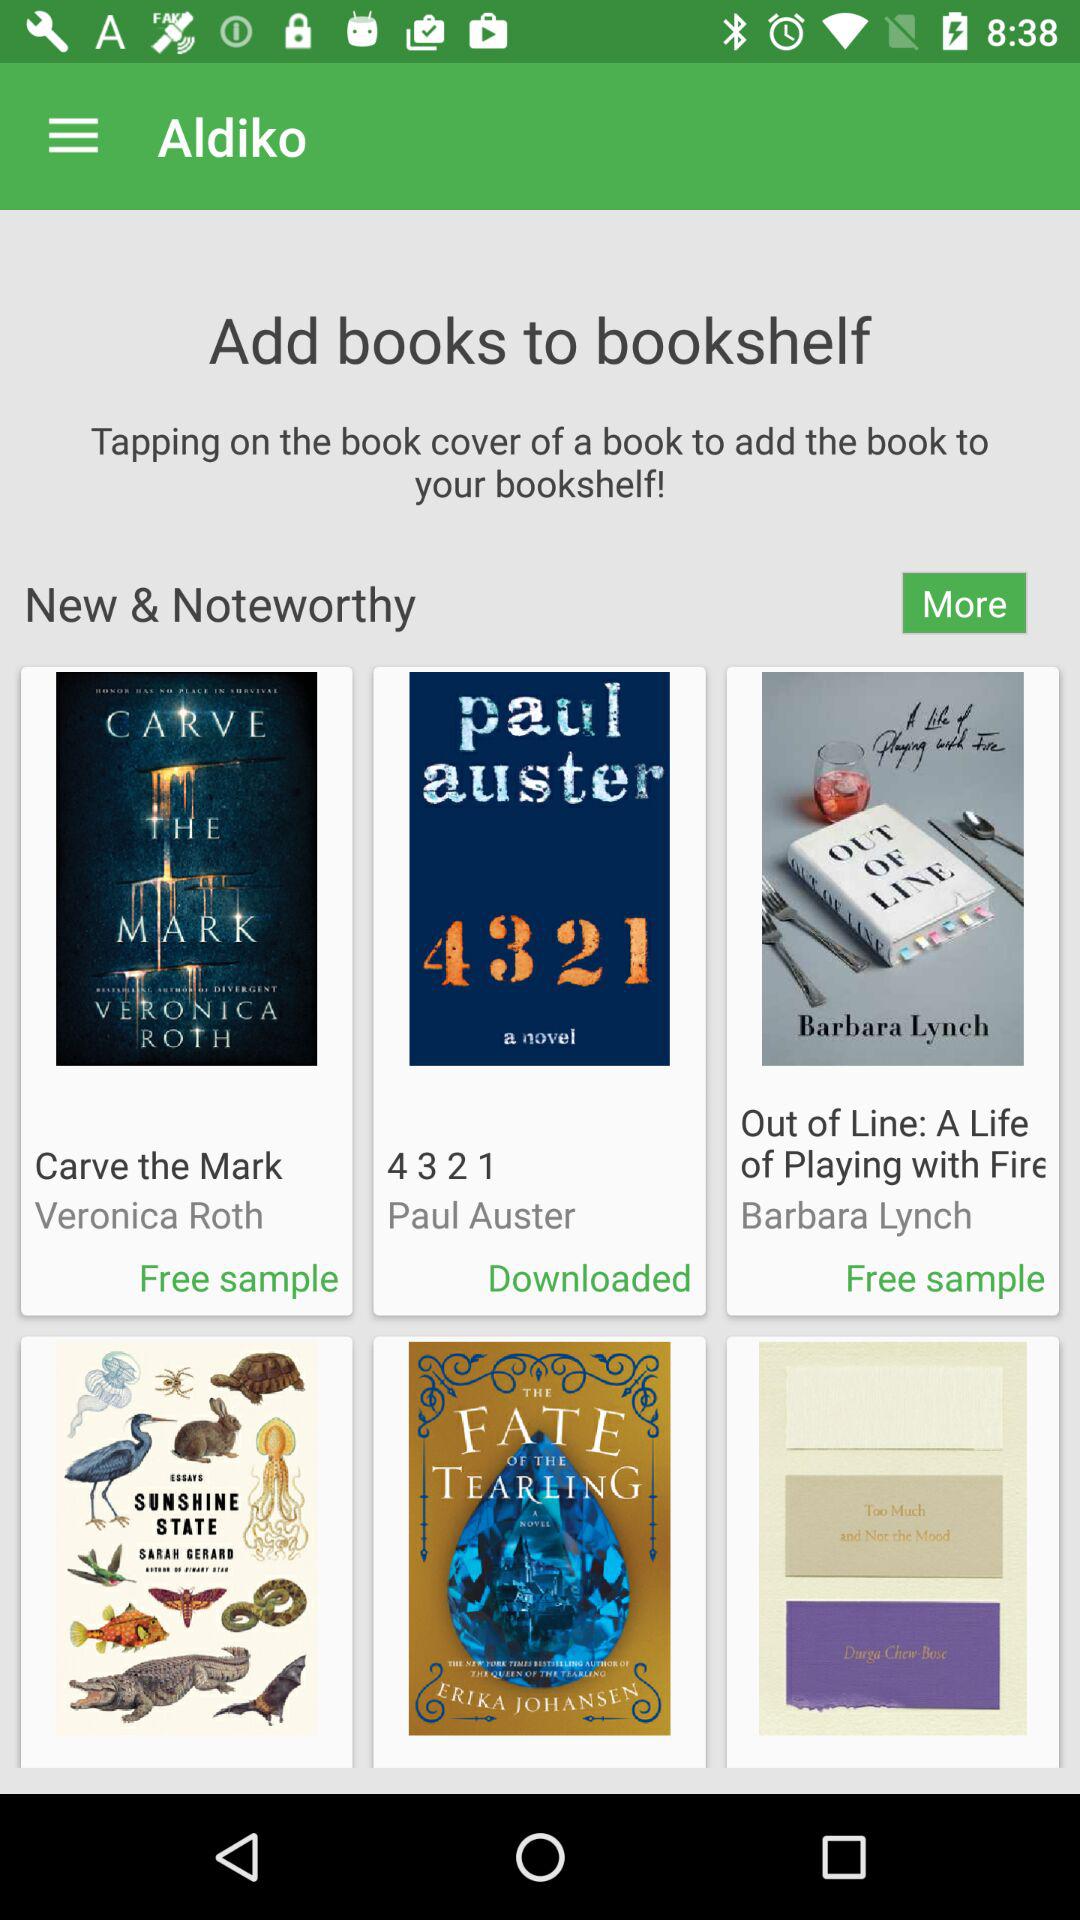 FAKE
8:38
Aldiko
Add books to bookshelf
Tapping on the book cover of a book to add the book to
your bookshelf!
New & Noteworthy
More
HONOR HAS NO PLACE IN SURVIVAL
CARVE
THE
MARK
BESTSELLING AUTHOR OF DIVERGENT
VERONICA
ROTH
Carve the Mark
Veronica Roth
Free sample
paul
auster
4321
a novel
4 3 2 1
Paul Auster
Downloaded
A Life of
Playing with Fire
OUT
OF
LINE
OUT OF LINE
Barbara Lynch
Out of Line: A Life
of Playing with Fire
Barbara Lynch
Free sample
ESSAYS
SUNSHINE
STATE
SARAH GERARD
AUTHOR OF BINARY STAR
THE
FATE
OF THE
TEARLING
A
NOVEL
THE NEW YORK TIMES BESTSELLING AUTHOR OF
THE QUEEN OF THE TEARLING
ERIKA JOHANSEN
Too Much
and Not the Mood
Durga Chew-Bose